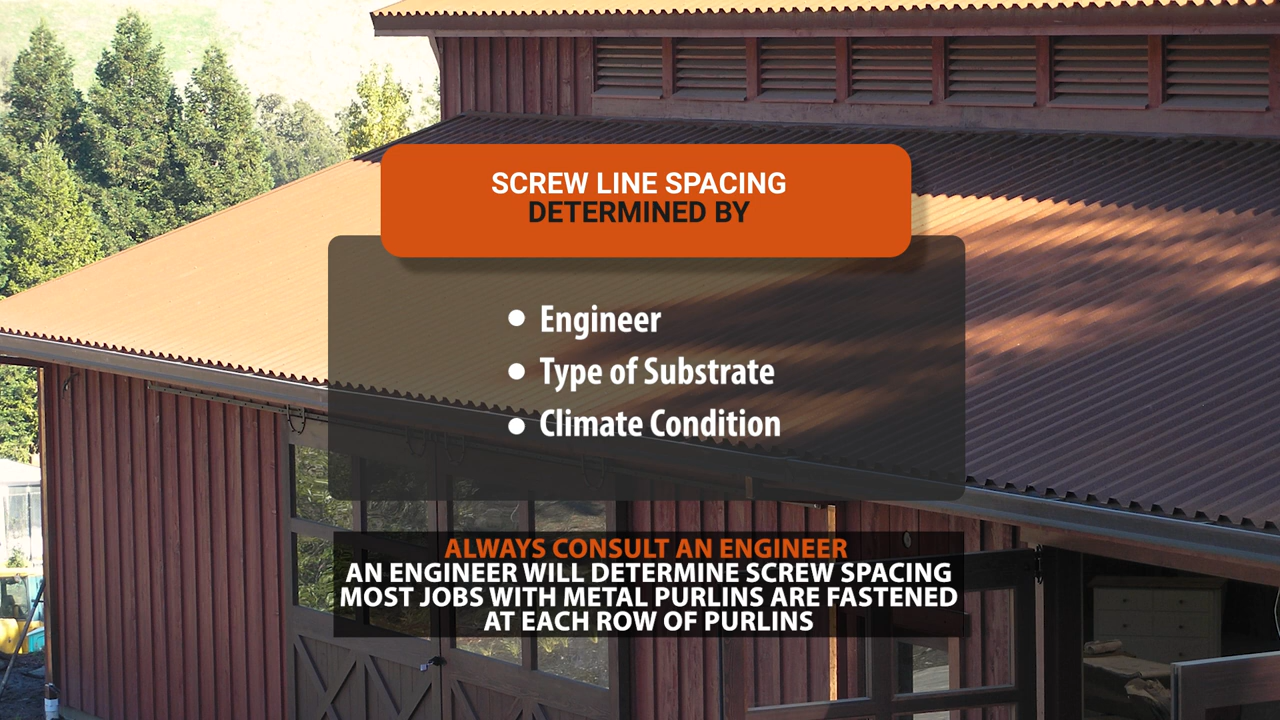 SCREW LINE SPACING
DETERMINED BY
• Engineer
• Type of Substrate
• Climate Condition
ALWAYS CONSULT AN ENGINEER
AN ENGINEER WILL DETERMINE SCREW SPACING
MOST JOBS WITH METAL PURLINS ARE FASTENED
AT EACH ROW OF PURLINS